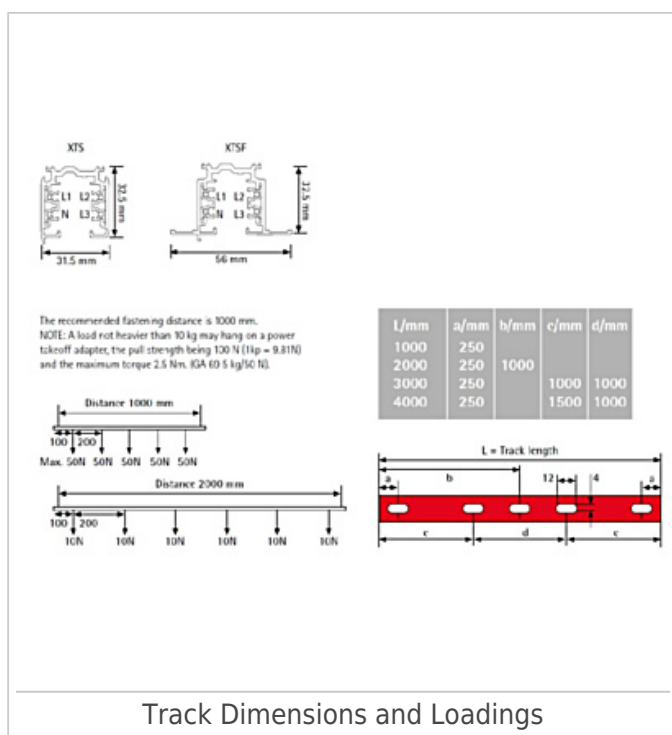 XTS
XTSF
L1 L2
N L3
32.5 mm
31.5 mm
L1 L2
N L3
32.5 mm
56 mm
The recommended fastening distance is 1000 mm.
NOTE: A load not heavier than 10 kg may hang on a power
takeoff adapter, the pull strength being 100 N (1kp = 9.81N)
and the maximum torque 2.5 Nm. (GA 69 5 kg/50 N).
Distance 1000 mm
100 200
Max. 50N 50N 50N 50N 50N
Distance 2000 mm
100 200
10N 10N 10N 10N 10N 10N
L/mm a/mm b/mm c/mm d/mm
1000 250
2000 250 1000
3000 250 1000 1000
4000 250 1500 1000
L = Track length
a b 12 4 a
c d c
Track Dimensions and Loadings